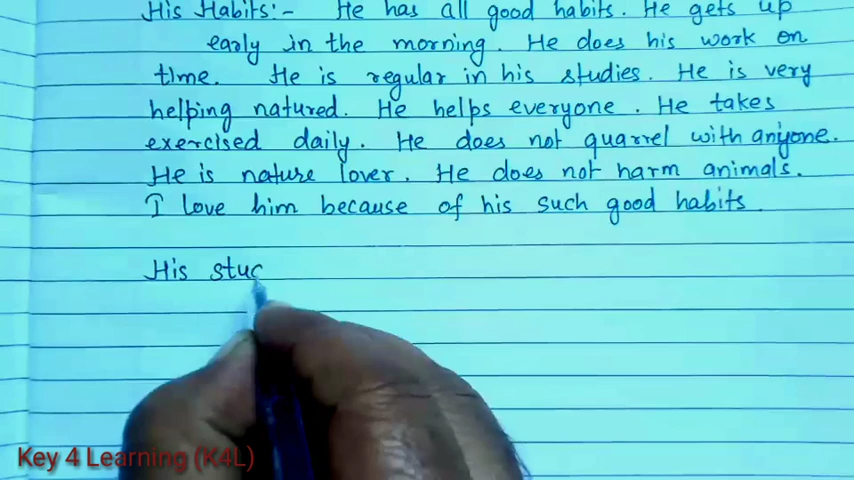 His Habits:- He has all good habits. He gets up
early in the morning. He does his work on
time. He is regular in his studies. He is very
helping natured. He helps everyone. He takes
exercised daily. He does not quarrel with anyone.
He is nature lover. He does not harm animals.
I love him because of his such good habits
His stuc
Key 4 Learning (K4L)